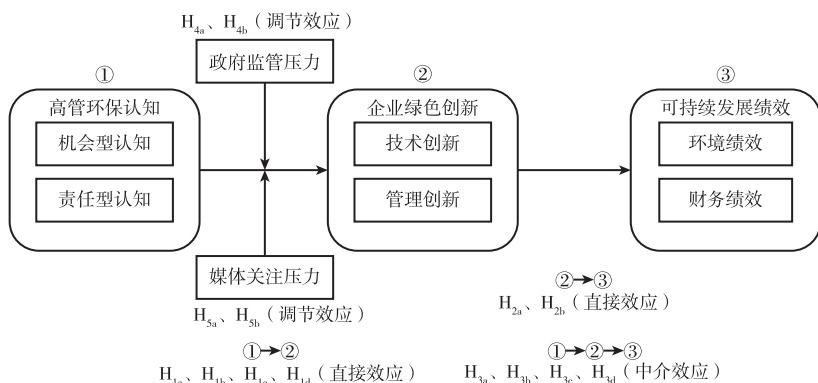 H4a、H4b（调节效应）
政府监管压力
①
②
③
高管环保认知
企业绿色创新
可持续发展绩效
机会型认知
技术创新
环境绩效
责任型认知
管理创新
财务绩效
媒体关注压力
H5a、H5b（调节效应）
②→③
H2a、H2b（直接效应）
①→②
①→②→③
H1a、H1b、H1c、H1d（直接效应）
H3a、H3b、H3c、H3d（中介效应）